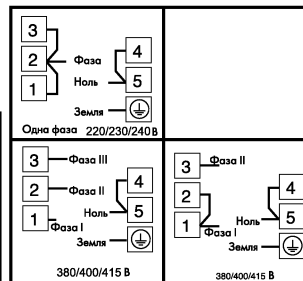 3
2
Фаза
4
1
Ноль
5
Земля
Одна фаза 220/230/240 В
3
Фаза III
2
Фаза II
4
1
Ноль
5
Фаза I
Земля
380/400/415 В
3
Фаза II
2
4
1
Ноль
5
Фаза I
Земля
380/400/415 В